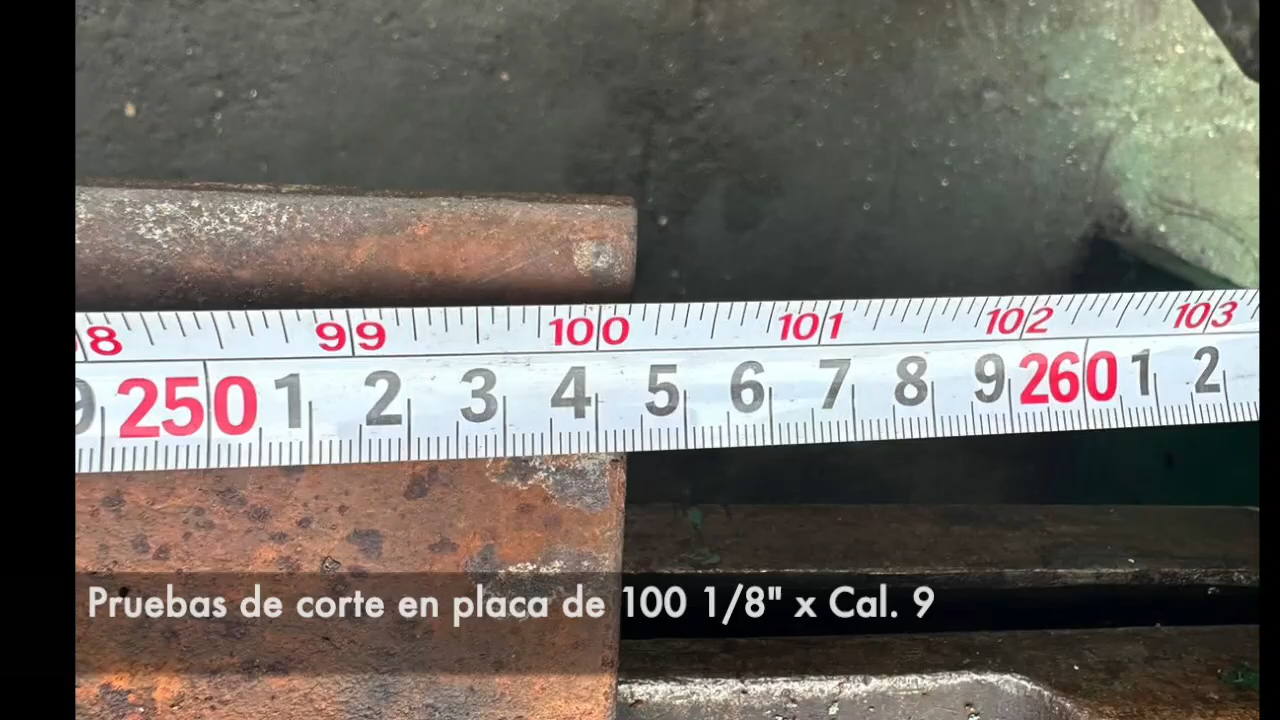 8 99 100 101 102 103
9 250 1 2 3 4 5 6 7 8 9 260 1 2
Pruebas de corte en placa de 100 1/8" x Cal. 9